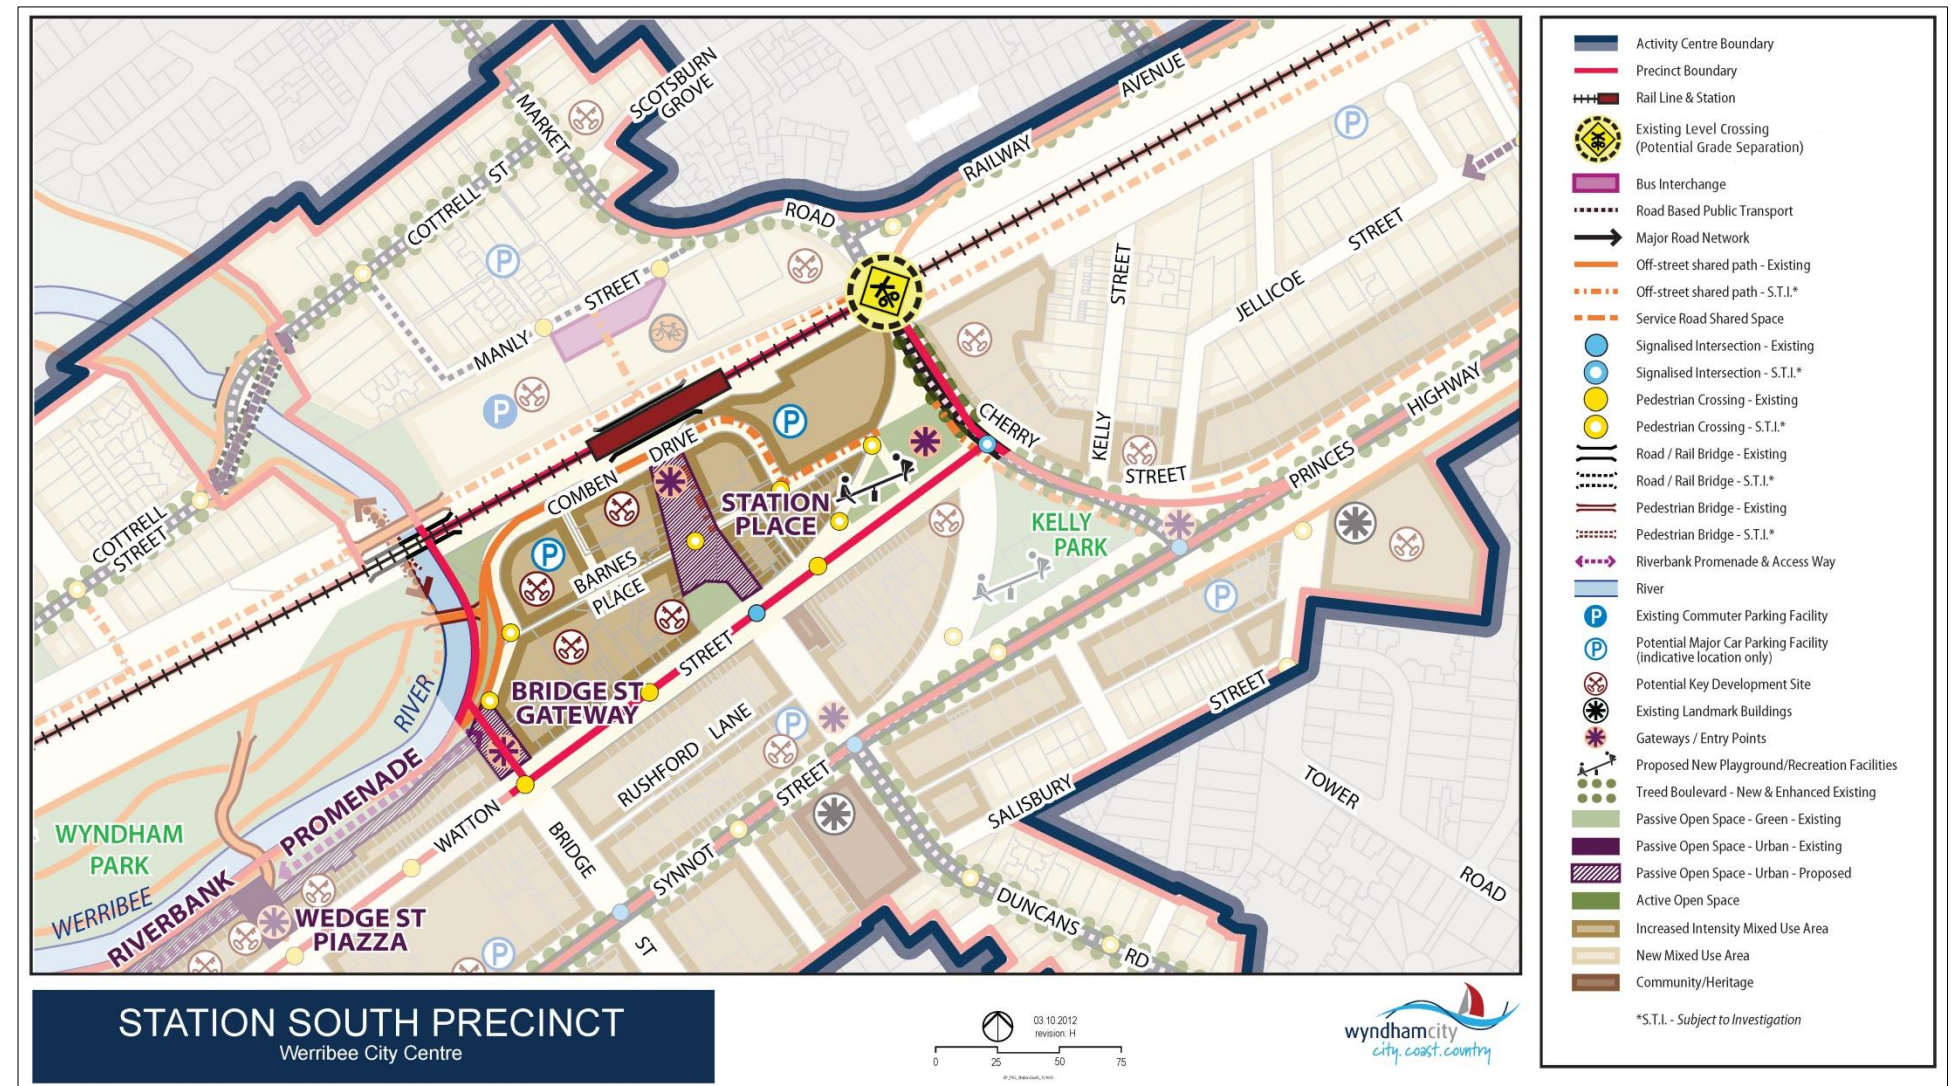 SCOTSBURN
GROVE
MARKET
ROAD
RAILWAY
AVENUE
COTTRELL ST
MANLY
STREET
P
P
P
COTTRELL
STREET
COMBEN
DRIVE
P
P
BARNES
PLACE
STATION
PLACE
CHERRY
STREET
KELLY
STREET
JELLICOE
STREET
PRINCES
HIGHWAY
KELLY
PARK
BRIDGE ST
GATEWAY
WATTON
STREET
RUSHFORD LANE
P
P
P
SYNNOT
STREET
SALISBURY
STREET
BRIDGE
ST
DUNCANS
RD
TOWER
ROAD
WYNDHAM
PARK
WERRIBEE
RIVER
RIVERBANK
PROMENADE
WEDGE ST
PIAZZA
Activity Centre Boundary
Precinct Boundary
Rail Line & Station
Existing Level Crossing
(Potential Grade Separation)
Bus Interchange
Road Based Public Transport
Major Road Network
Off-street shared path - Existing
Off-street shared path - S.T.I.*
Service Road Shared Space
Signalised Intersection - Existing
Signalised Intersection - S.T.I.*
Pedestrian Crossing - Existing
Pedestrian Crossing - S.T.I.*
Road / Rail Bridge - Existing
Road / Rail Bridge - S.T.I.*
Pedestrian Bridge - Existing
Pedestrian Bridge - S.T.I.*
Riverbank Promenade & Access Way
River
P Existing Commuter Parking Facility
P Potential Major Car Parking Facility
(indicative location only)
Potential Key Development Site
Existing Landmark Buildings
Gateways / Entry Points
Proposed New Playground/Recreation Facilities
Treed Boulevard - New & Enhanced Existing
Passive Open Space - Green - Existing
Passive Open Space - Urban - Existing
Passive Open Space - Urban - Proposed
Active Open Space
Increased Intensity Mixed Use Area
New Mixed Use Area
Community/Heritage
*S.T.I. - Subject to Investigation
STATION SOUTH PRECINCT
Werribee City Centre
03.10.2012
revision: H
0 25 50 75
wyndhamcity
city. coast. country